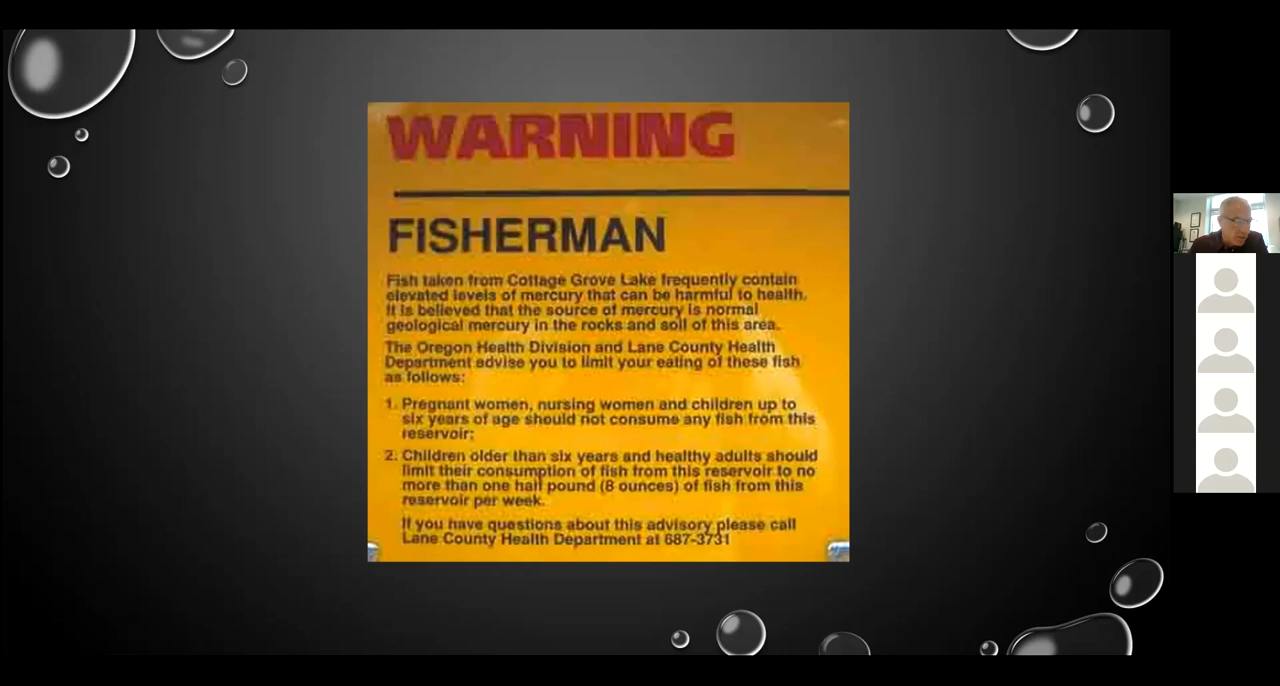 WARNING
FISHERMAN
Fish taken from Cottage Grove Lake frequently contain
elevated levels of mercury that can be harmful to health.
It is believed that the source of mercury is normal
geological mercury in the rocks and soil of this area.
The Oregon Health Division and Lane County Health
Department advise you to limit your eating of these fish
as follows:
1. Pregnant women, nursing women and children up to
six years of age should not consume any fish from this
reservoir;
2. Children older than six years and healthy adults should
limit their consumption of fish from this reservoir to no
more than one half pound (8 ounces) of fish from this
reservoir per week.
If you have questions about this advisory please call
Lane County Health Department at 687-3731